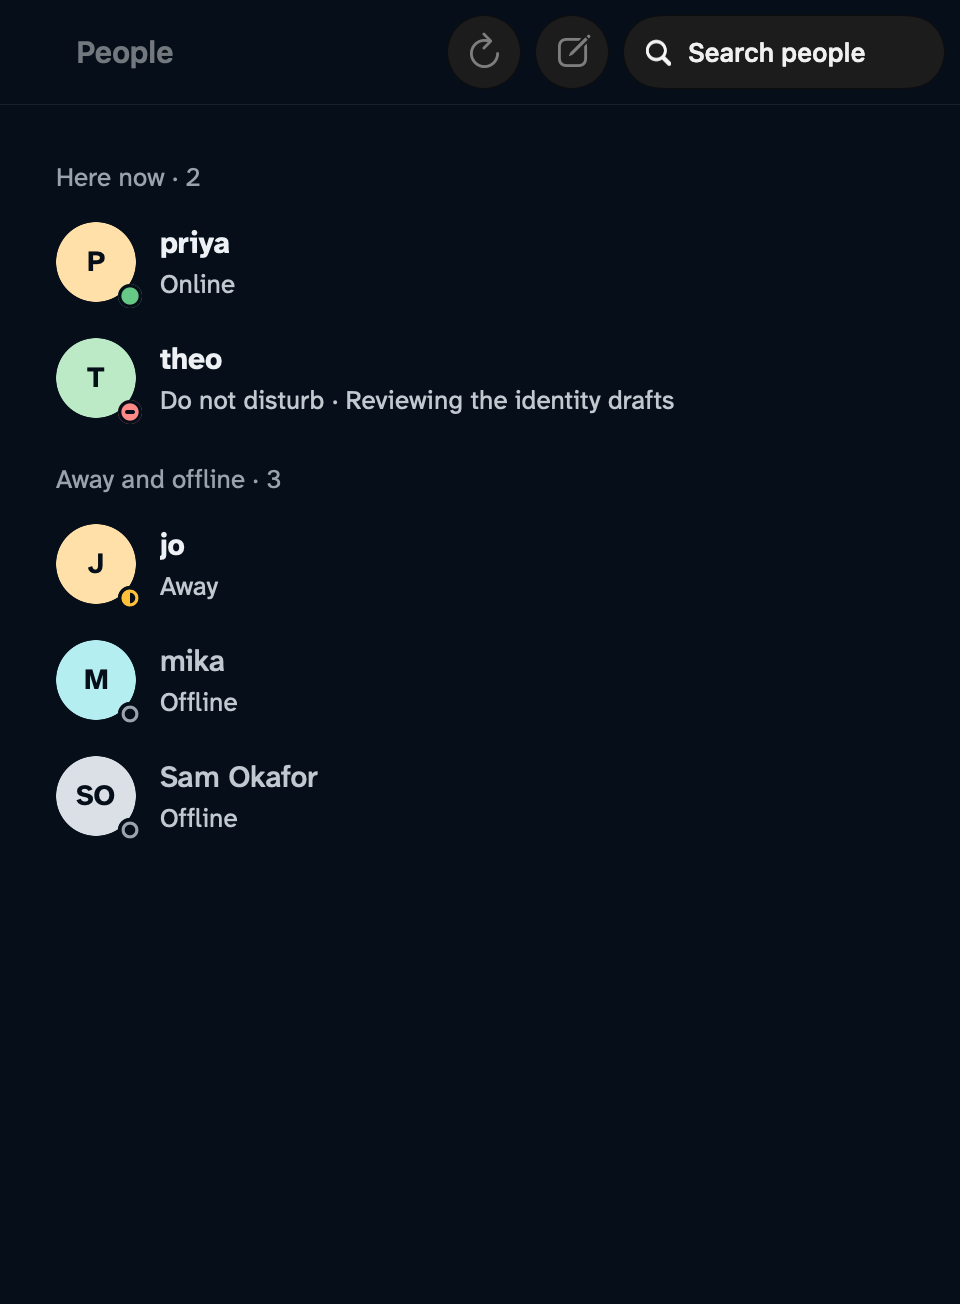 People
Search people
Here now · 2
P
priya
Online
T
theo
Do not disturb · Reviewing the identity drafts
Away and offline · 3
J
jo
Away
M
mika
Offline
SO
Sam Okafor
Offline